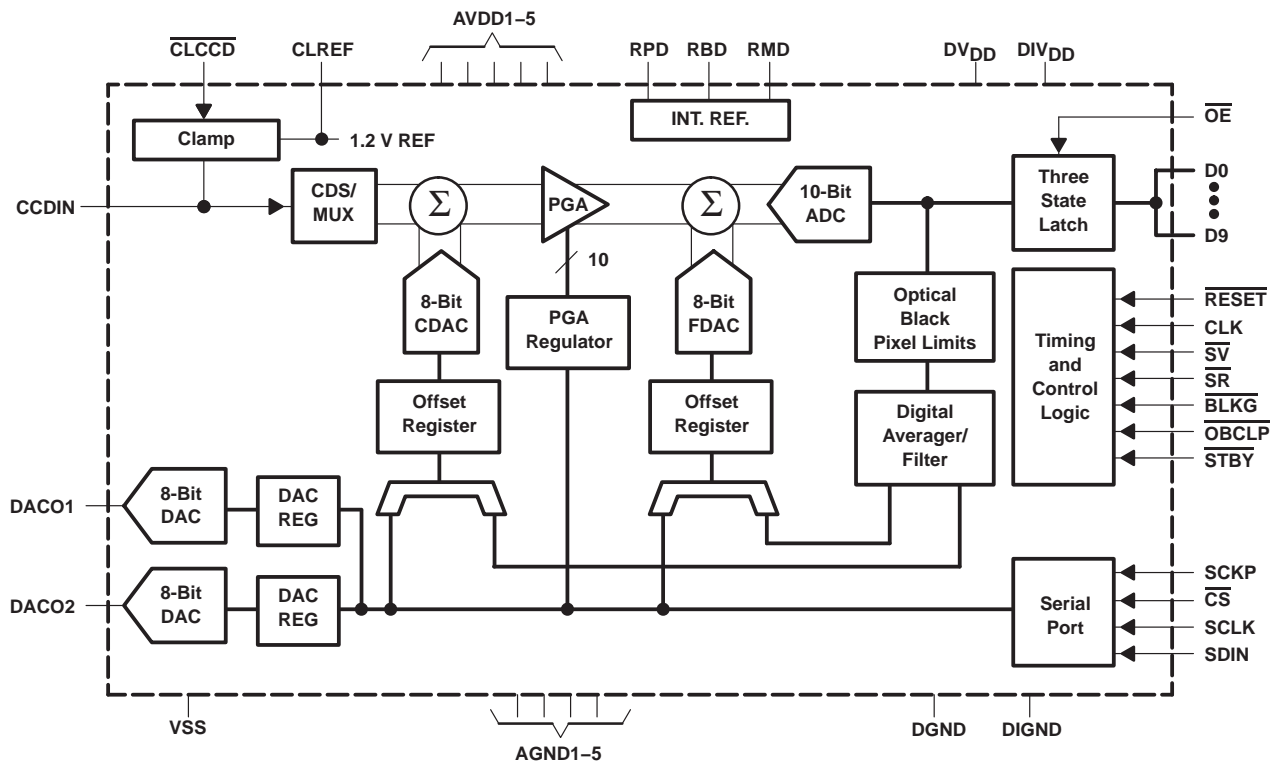 AVDD1–5
CLCCD
CLREF
RPD
RBD
RMD
DVDD
DIVDD
INT. REF.
OE
Clamp
1.2 V REF
CCDIN
CDS/
MUX
Σ
PGA
Σ
10-Bit
ADC
Three
State
Latch
D0
D9
10
8-Bit
CDAC
PGA
Regulator
8-Bit
FDAC
Optical
Black
Pixel Limits
Timing
and
Control
Logic
RESET
CLK
SV
SR
BLKG
OBCLP
STBY
Offset
Register
Offset
Register
Digital
Averager/
Filter
DACO1
8-Bit
DAC
DAC
REG
DACO2
8-Bit
DAC
DAC
REG
Serial
Port
SCKP
CS
SCLK
SDIN
VSS
AGND1–5
DGND
DIGND